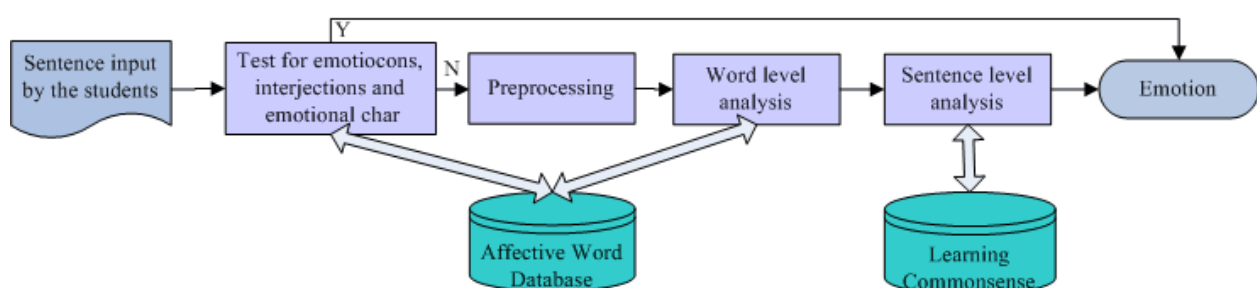 Sentence input
by the students
Y
Test for emotiocons,
interjections and
emotional char
N
Preprocessing
Word level
analysis
Sentence level
analysis
Emotion
Affective Word
Database
Learning
Commonsense